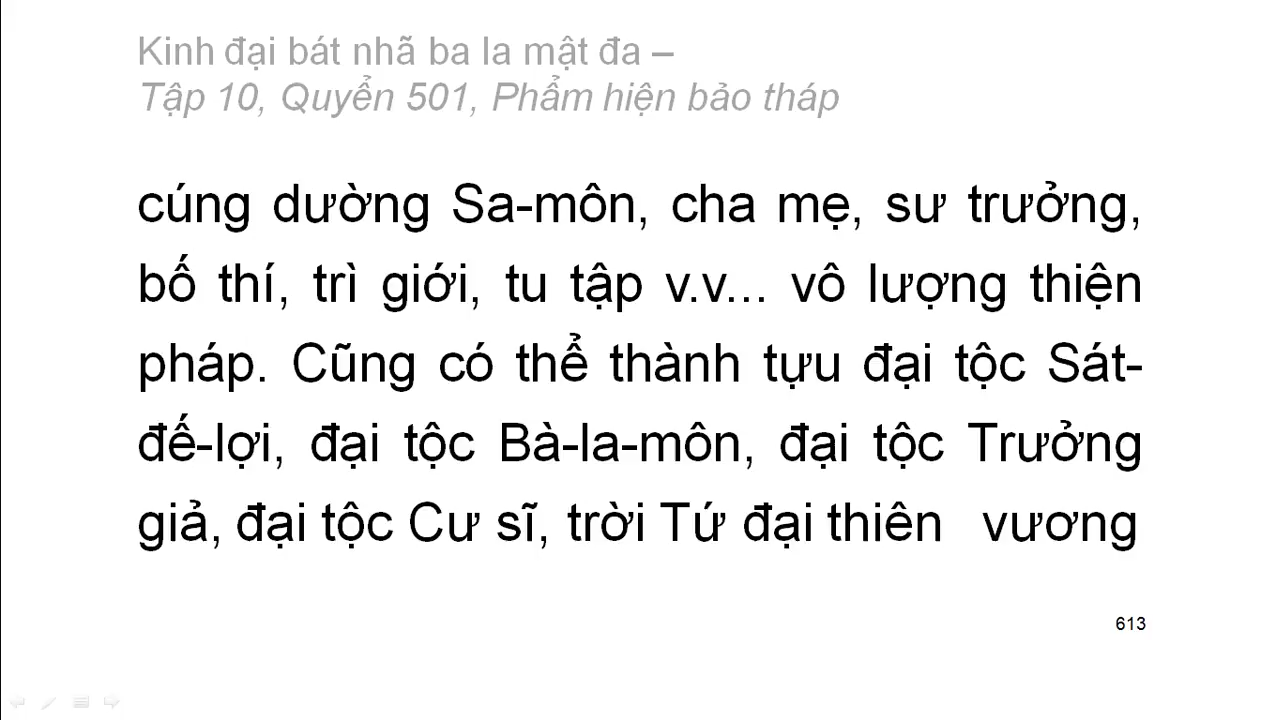 Kinh đại bát nhã ba la mật đa –
Tập 10, Quyển 501, Phẩm hiện bảo tháp
cúng dường Sa-môn, cha mẹ, sư trưởng,
bố thí, trì giới, tu tập v.v... vô lượng thiện
pháp. Cũng có thể thành tựu đại tộc Sát-
đế-lợi, đại tộc Bà-la-môn, đại tộc Trưởng
giả, đại tộc Cư sĩ, trời Tứ đại thiên vương
613